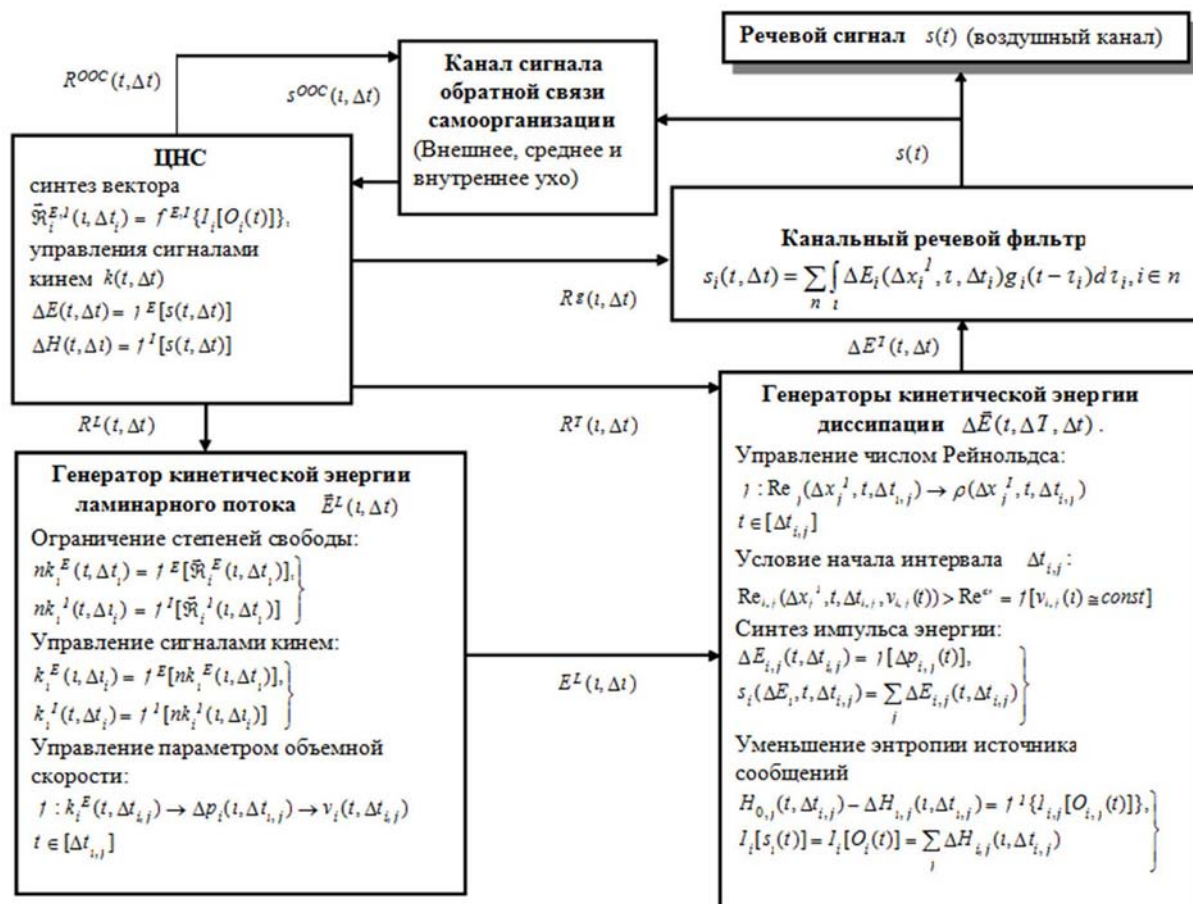 Речевой сигнал s(t) (воздушный канал)
Канал сигнала
обратной связи
самоорганизации
(Внешнее, среднее и
внутреннее ухо)
R^{OOC}(t,Δt)
s^{OOC}(t,Δt)
s(t)
ЦНС
синтез вектора
ℜ⃗_i^{E,I}(t,Δt_i) = f^{E,I}{I_i[O_i(t)]},
управления сигналами
кинем k(t,Δt)
ΔE(t,Δt) = f^E[s(t,Δt)]
ΔH(t,Δt) = f^I[s(t,Δt)]
Канальный речевой фильтр
s_i(t,Δt) = ∑_n ∫_t ΔE_i(Δx_i^l, τ, Δt_i)g_i(t−τ_i)dτ_i, i ∈ n
R^g(t,Δt)
ΔE^T(t,Δt)
R^L(t,Δt)
R^T(t,Δt)
Генератор кинетической энергии
ламинарного потока E⃗^L(t,Δt)
Ограничение степеней свободы:
nk_i^E(t,Δt_i) = f^E[ℜ⃗_i^E(t,Δt_i)],
nk_i^I(t,Δt_i) = f^I[ℜ⃗_i^I(t,Δt_i)]
Управление сигналами кинем:
k_i^E(t,Δt_i) = f^E[nk_i^E(t,Δt_i)],
k_i^I(t,Δt_i) = f^I[nk_i^I(t,Δt_i)]
Управление параметром объемной
скорости:
f : k_i^E(t,Δt_{i,j}) → Δp_i(t,Δt_{i,j}) → v_i(t,Δt_{i,j})
t ∈ [Δt_{i,j}]
E^L(t,Δt)
Генераторы кинетической энергии
диссипации ΔE⃗(t,ΔT,Δt).
Управление числом Рейнольдса:
f : Re_j(Δx_j^l, t, Δt_{i,j}) → ρ(Δx_j^l, t, Δt_{i,j})
t ∈ [Δt_{i,j}]
Условие начала интервала Δt_{i,j} :
Re_{i,j}(Δx_j^l, t, Δt_{i,j}, v_{i,j}(t)) > Re^{cr} = f[v_{i,j}(t) ≅ const]
Синтез импульса энергии:
ΔE_{i,j}(t,Δt_{i,j}) = f[Δp_{i,j}(t)],
s_i(ΔE_i, t, Δt_{i,j}) = ∑_j ΔE_{i,j}(t,Δt_{i,j})
Уменьшение энтропии источника
сообщений
H_{0,j}(t,Δt_{i,j}) − ΔH_{i,j}(t,Δt_{i,j}) = f^I{I_{i,j}[O_{i,j}(t)]},
I_i[s_i(t)] = I_i[O_i(t)] = ∑_j ΔH_{i,j}(t,Δt_{i,j})